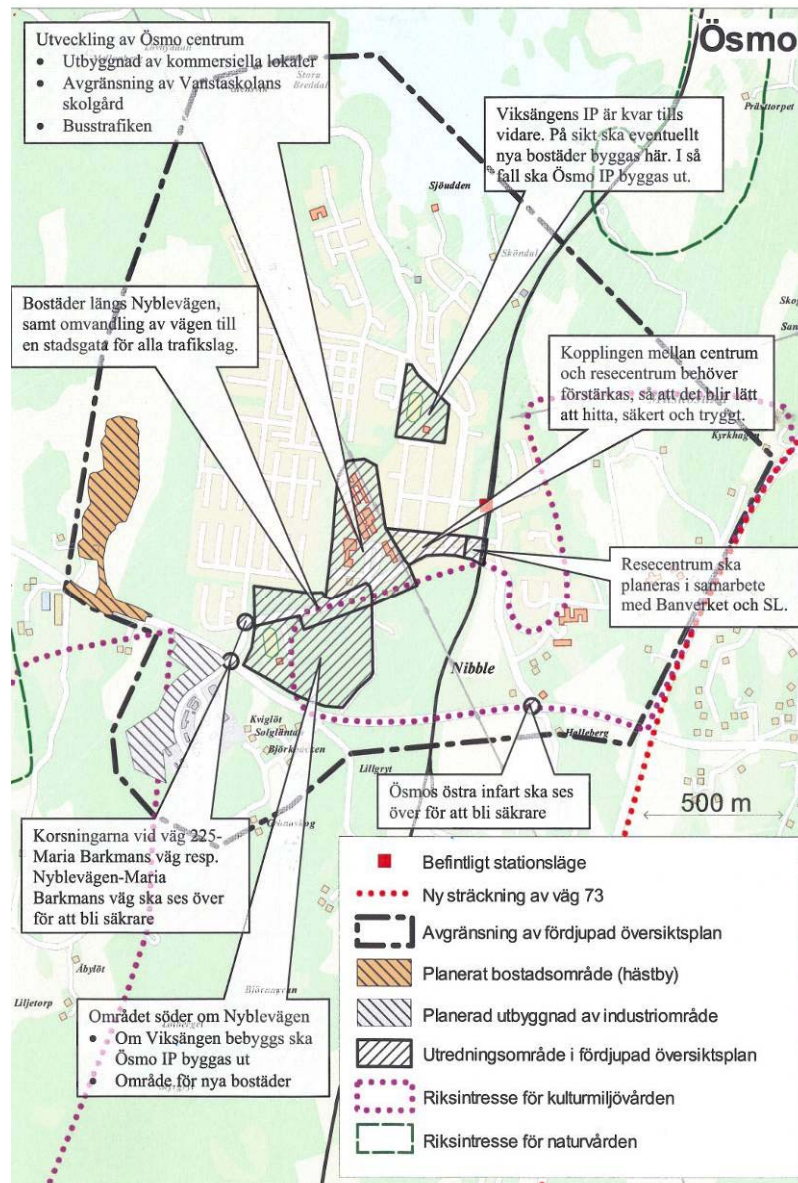 Ösmo
Utveckling av Ösmo centrum
• Utbyggnad av kommersiella lokaler
• Avgränsning av Vanstaskolans
skolgård
• Busstrafiken
Stora
Breddal
Prästtorpet
Viksängens IP är kvar tills
vidare. På sikt ska eventuellt
nya bostäder byggas här. I så
fall ska Ösmo IP byggas ut.
Sjöudden
Sköndal
Bostäder längs Nyblevägen,
samt omvandling av vägen till
en stadsgata för alla trafikslag.
Kopplingen mellan centrum
och resecentrum behöver
förstärkas, så att det blir lätt
att hitta, säkert och tryggt.
Kyrkhagen
Resecentrum ska
planeras i samarbete
med Banverket och SL.
Nibble
Kviglöt
Solgläntan
Björkbacken
Lillgryt
Halleberg
Ösmos östra infart ska ses
över för att bli säkrare
500 m
Korsningarna vid väg 225-
Maria Barkmans väg resp.
Nyblevägen-Maria
Barkmans väg ska ses över
för att bli säkrare
Åbylöt
Liljetorp
Området söder om Nyblevägen
• Om Viksängen bebyggs ska
Ösmo IP byggas ut
• Område för nya bostäder
Befintligt stationsläge
Ny sträckning av väg 73
Avgränsning av fördjupad översiktsplan
Planerat bostadsområde (hästby)
Planerad utbyggnad av industriområde
Utredningsområde i fördjupad översiktsplan
Riksintresse för kulturmiljövården
Riksintresse för naturvården